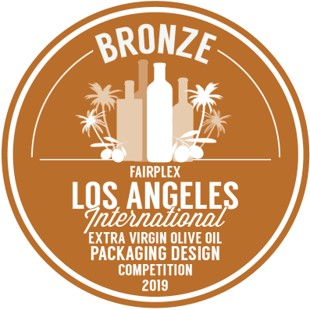 BRONZE
FAIRPLEX
LOS ANGELES
International
EXTRA VIRGIN OLIVE OIL
PACKAGING DESIGN
COMPETITION
2019